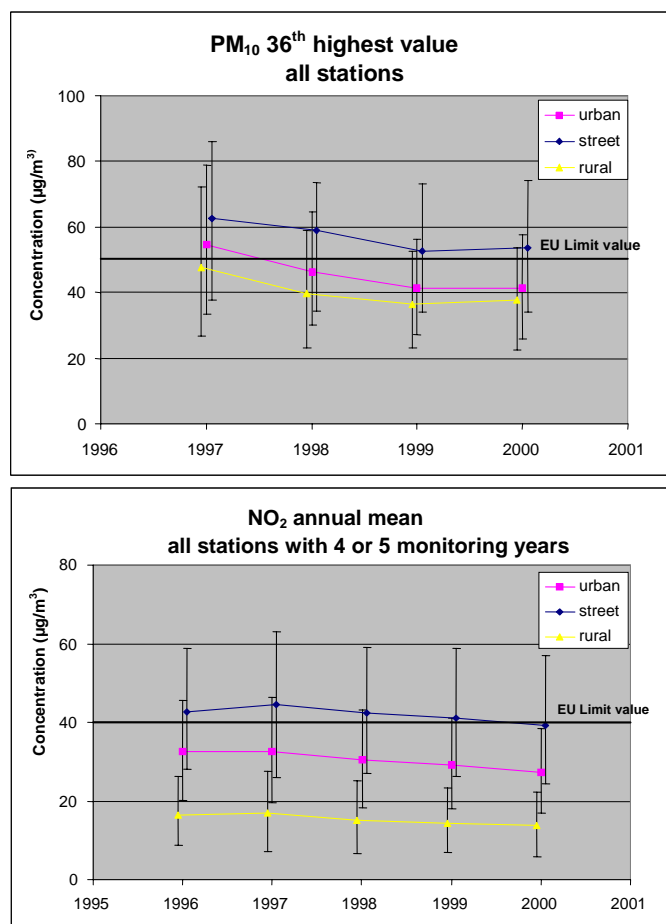 PM₁₀ 36ᵗʰ highest value
all stations
100
80
60
40
20
0
Concentration (µg/m³)
urban
street
rural
EU Limit value
1996 1997 1998 1999 2000 2001
NO₂ annual mean
all stations with 4 or 5 monitoring years
80
60
40
20
0
Concentration (µg/m³)
urban
street
rural
EU Limit value
1995 1996 1997 1998 1999 2000 2001